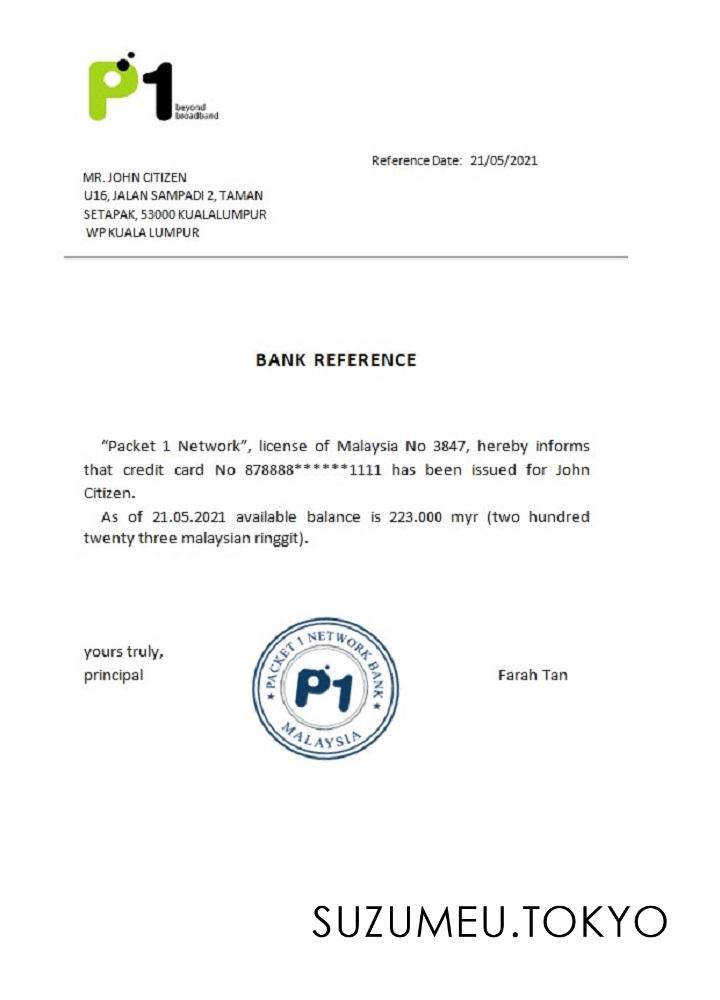 P1
beyond
broadband
Reference Date: 21/05/2021
MR. JOHN CITIZEN
U16, JALAN SAMPADI 2, TAMAN
SETAPAK, 53000 KUALALUMPUR
WP KUALA LUMPUR
BANK REFERENCE
“Packet 1 Network”, license of Malaysia No 3847, hereby informs
that credit card No 878888******1111 has been issued for John
Citizen.
As of 21.05.2021 available balance is 223.000 myr (two hundred
twenty three malaysian ringgit).
yours truly,
principal
PACKET 1 NETWORK BANK
P1
MALAYSIA
Farah Tan
SUZUMEU.TOKYO